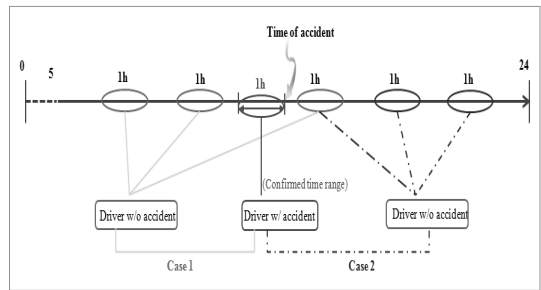 Time of accident
0
5
1h
1h
1h
1h
1h
1h
24
(Confirmed time range)
Driver w/o accident
Driver w/ accident
Driver w/o accident
Case 1
Case 2